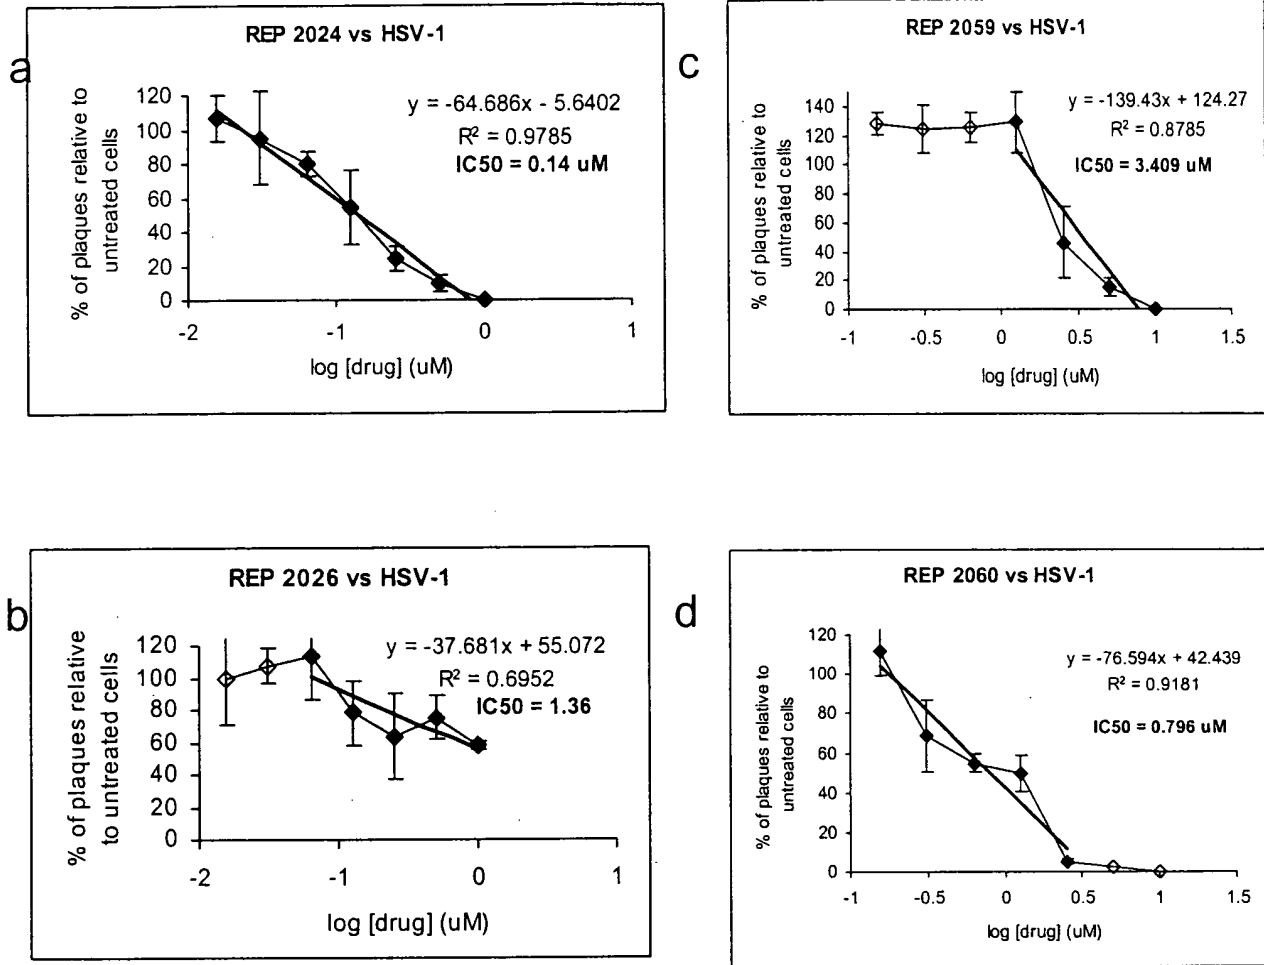 a
REP 2024 vs HSV-1
% of plaques relative to
untreated cells
y = -64.686x - 5.6402
R² = 0.9785
IC50 = 0.14 uM
120
100
80
60
40
20
0
-2
-1
0
1
log [drug] (uM)
c
REP 2059 vs HSV-1
% of plaques relative to
untreated cells
y = -139.43x + 124.27
R² = 0.8785
IC50 = 3.409 uM
140
120
100
80
60
40
20
0
-1
-0.5
0
0.5
1
1.5
log [drug] (uM)
b
REP 2026 vs HSV-1
% of plaques relative
to untreated cells
y = -37.681x + 55.072
R² = 0.6952
IC50 = 1.36
120
100
80
60
40
20
0
-2
-1
0
1
log [drug] (uM)
d
REP 2060 vs HSV-1
% of plaques relative to
untreated cells
y = -76.594x + 42.439
R² = 0.9181
IC50 = 0.796 uM
120
100
80
60
40
20
0
-1
-0.5
0
0.5
1
1.5
log [drug] (uM)